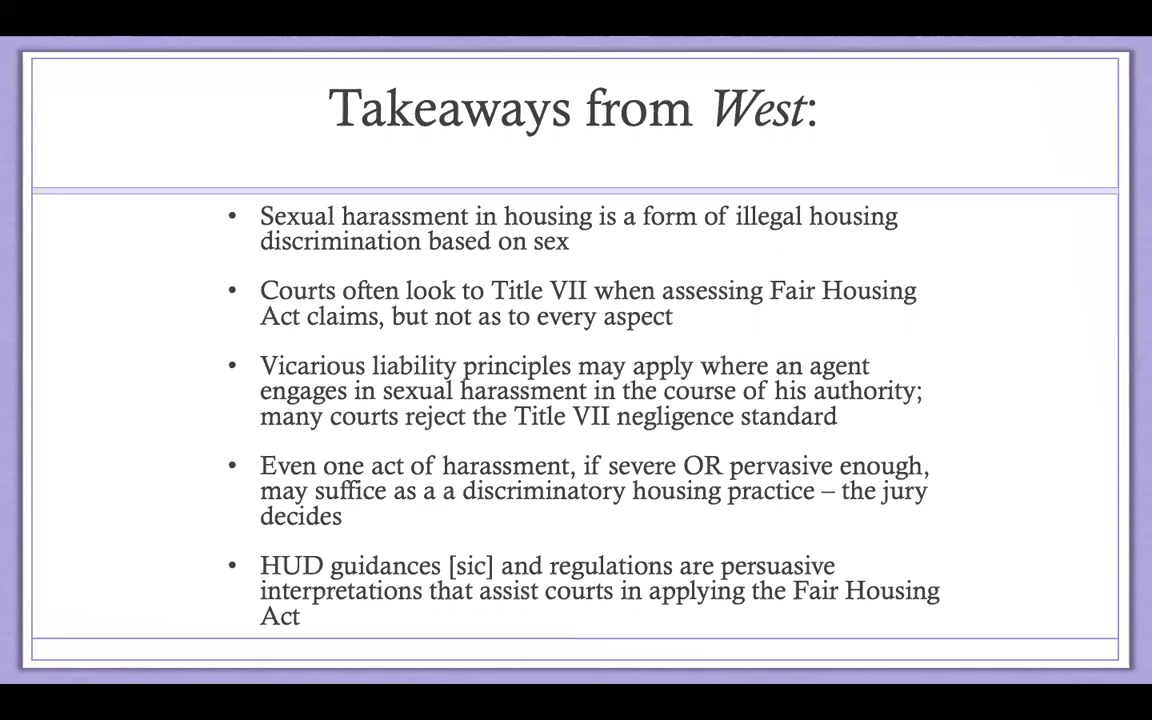 Takeaways from West:
• Sexual harassment in housing is a form of illegal housing
discrimination based on sex
• Courts often look to Title VII when assessing Fair Housing
Act claims, but not as to every aspect
• Vicarious liability principles may apply where an agent
engages in sexual harassment in the course of his authority;
many courts reject the Title VII negligence standard
• Even one act of harassment, if severe OR pervasive enough,
may suffice as a a discriminatory housing practice – the jury
decides
• HUD guidances [sic] and regulations are persuasive
interpretations that assist courts in applying the Fair Housing
Act